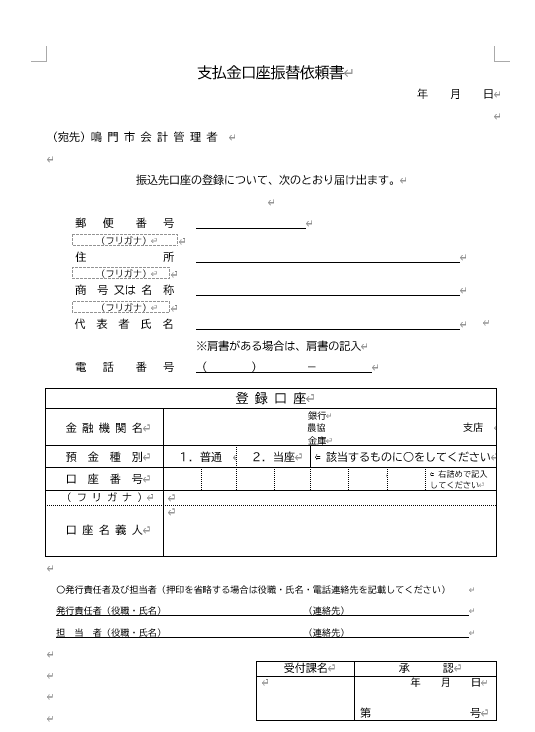 支払金口座振替依頼書
年　月　日
（宛先）鳴門市会計管理者
振込先口座の登録について、次のとおり届け出ます。
郵便番号
（フリガナ）
住所
（フリガナ）
商号又は名称
（フリガナ）
代表者氏名
※肩書がある場合は、肩書の記入
電話番号　（　　）　－
登録口座
金融機関名　銀行　農協　金庫　支店
預金種別　１．普通　２．当座　⇐ 該当するものに〇をしてください
口座番号　⇐ 右詰めで記入してください
（フリガナ）
口座名義人
〇発行責任者及び担当者（押印を省略する場合は役職・氏名・電話連絡先を記載してください）
発行責任者（役職・氏名）　（連絡先）
担　当　者（役職・氏名）　（連絡先）
受付課名　承　認
年　月　日
第　号